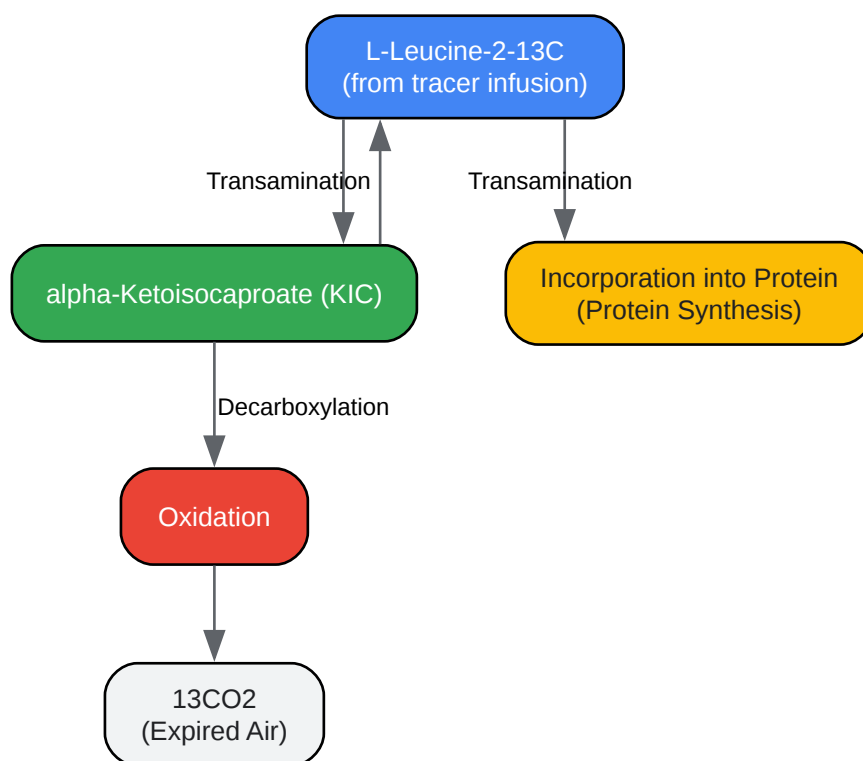 L-Leucine-2-13C
(from tracer infusion)
Transamination
Transamination
alpha-Ketoisocaproate (KIC)
Incorporation into Protein
(Protein Synthesis)
Decarboxylation
Oxidation
13CO2
(Expired Air)